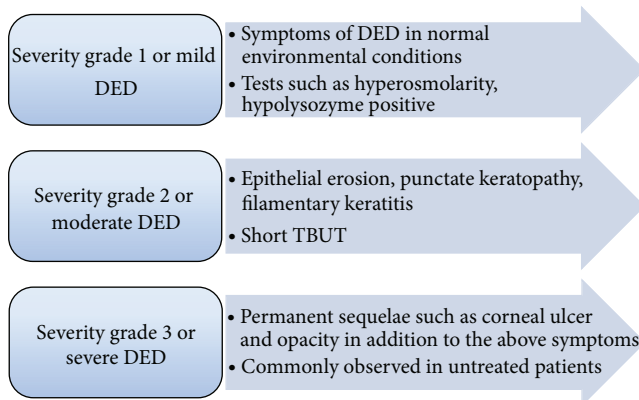 Severity grade 1 or mild
DED
• Symptoms of DED in normal
environmental conditions
• Tests such as hyperosmolarity,
hypolysozyme positive
Severity grade 2 or
moderate DED
• Epithelial erosion, punctate keratopathy,
filamentary keratitis
• Short TBUT
Severity grade 3 or
severe DED
• Permanent sequelae such as corneal ulcer
and opacity in addition to the above symptoms
• Commonly observed in untreated patients